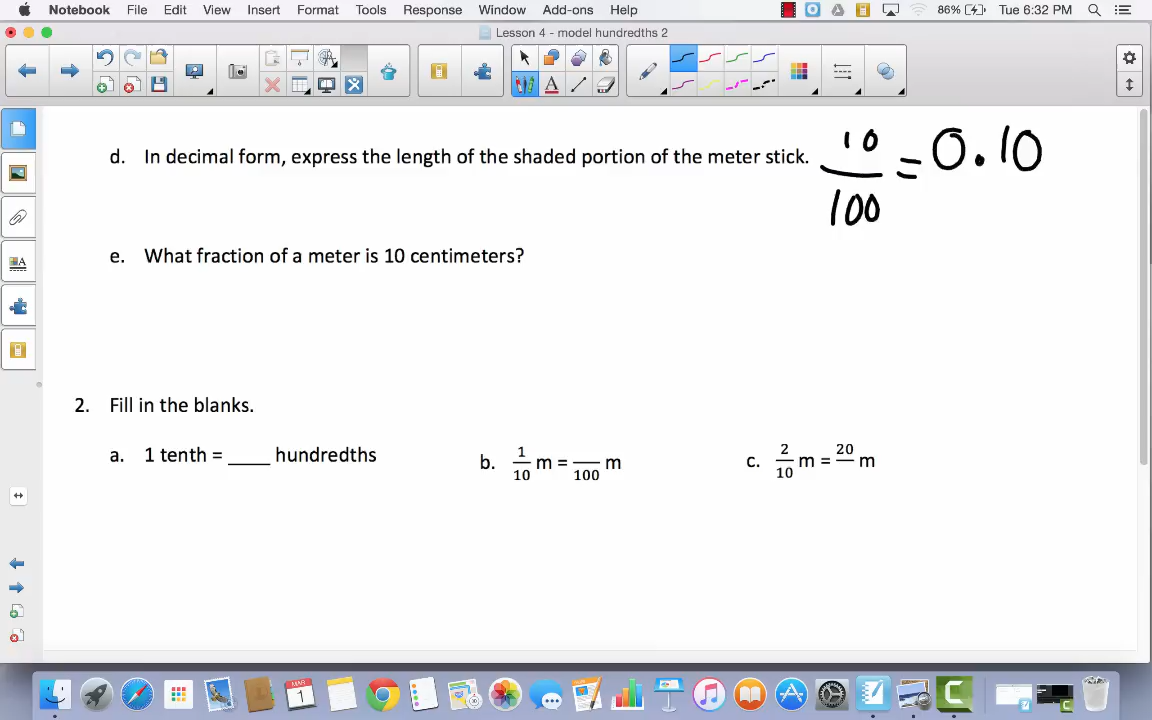 Notebook File Edit View Insert Format Tools Response Window Add-ons Help 86% Tue 6:32 PM
Lesson 4 - model hundredths 2
d. In decimal form, express the length of the shaded portion of the meter stick. 10/100 = 0.10
e. What fraction of a meter is 10 centimeters?
2. Fill in the blanks.
a. 1 tenth = ____ hundredths b. 1/10 m = __/100 m c. 2/10 m = 20/__ m